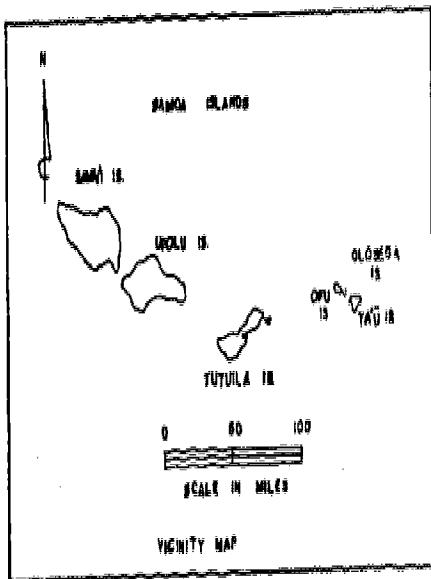 N
SAMOA ISLANDS
SAVAI'I IS.
UPOLU IS.
OLOSEGA
IS
OFU
IS
TA'U IS
TUTUILA IS.
0 50 100
SCALE IN MILES
VICINITY MAP